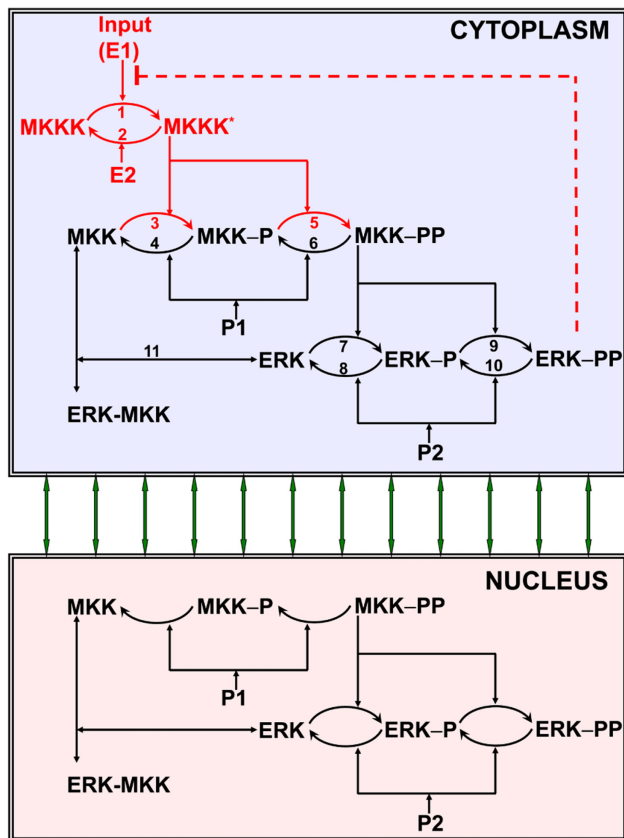 CYTOPLASM
Input
(E1)
1
MKKK MKKK*
2
E2
3 5
MKK MKK–P MKK–PP
4 6
P1
7 9
11 ERK ERK–P ERK–PP
8 10
ERK-MKK
P2
NUCLEUS
MKK MKK–P MKK–PP
P1
ERK ERK–P ERK–PP
ERK-MKK
P2